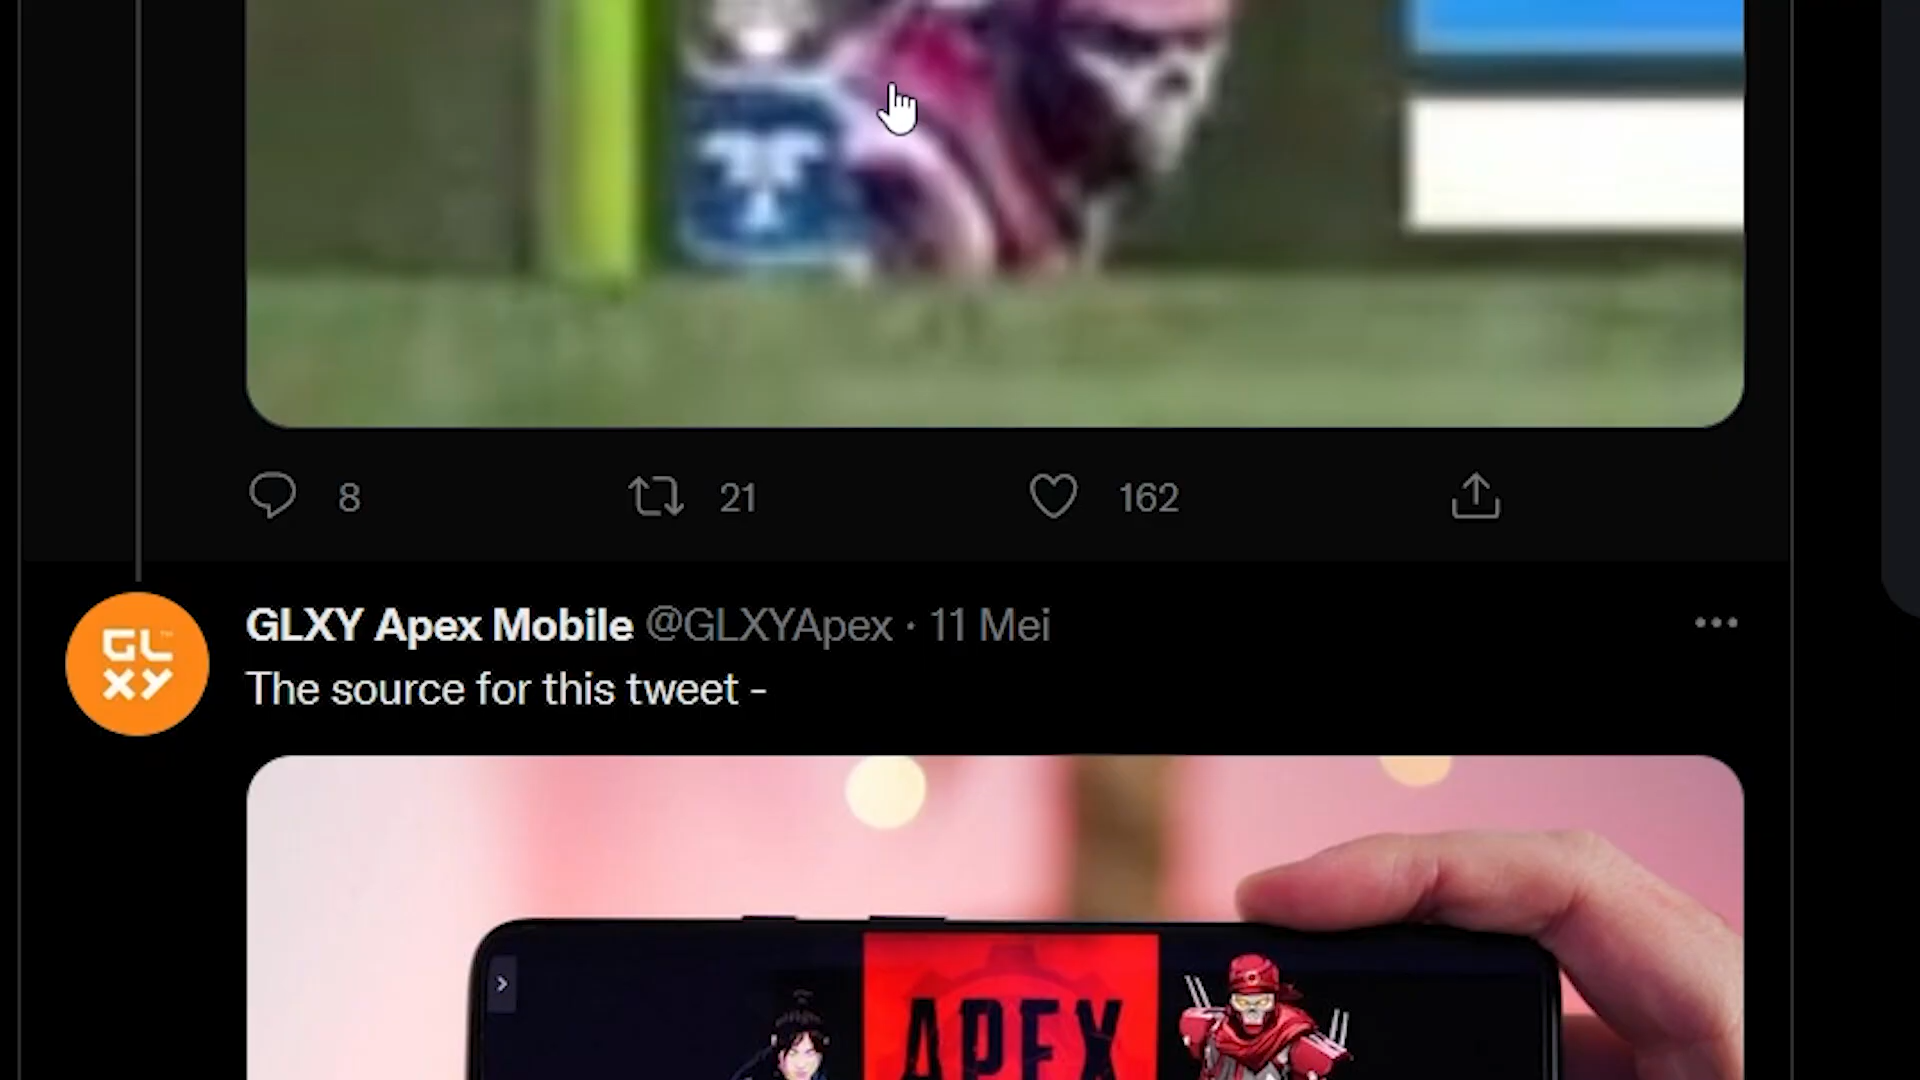 8 21 162
GLXY Apex Mobile @GLXYApex · 11 Mei
GL
XY
The source for this tweet -
APEX